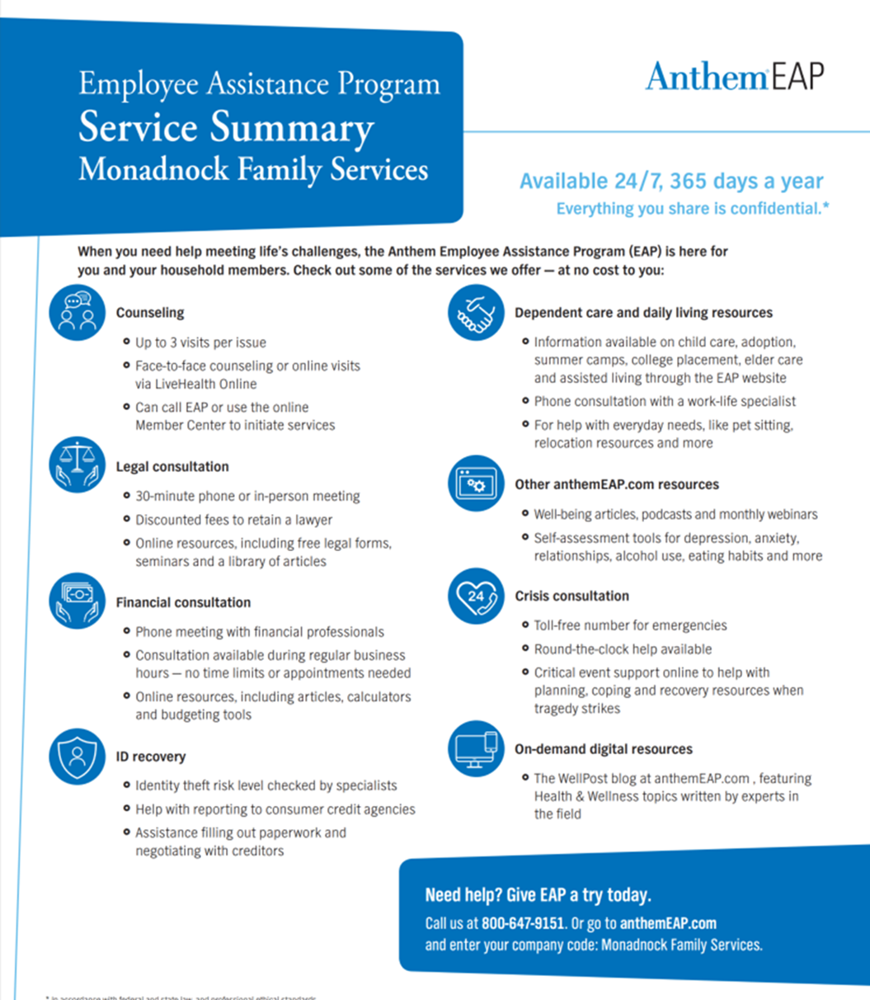 Employee Assistance Program
Service Summary
Monadnock Family Services
Anthem EAP
Available 24/7, 365 days a year
Everything you share is confidential.*
When you need help meeting life's challenges, the Anthem Employee Assistance Program (EAP) is here for
you and your household members. Check out some of the services we offer — at no cost to you:
Counseling
Up to 3 visits per issue
Face-to-face counseling or online visits
via LiveHealth Online
Can call EAP or use the online
Member Center to initiate services
Legal consultation
30-minute phone or in-person meeting
Discounted fees to retain a lawyer
Online resources, including free legal forms,
seminars and a library of articles
Financial consultation
Phone meeting with financial professionals
Consultation available during regular business
hours — no time limits or appointments needed
Online resources, including articles, calculators
and budgeting tools
ID recovery
Identity theft risk level checked by specialists
Help with reporting to consumer credit agencies
Assistance filling out paperwork and
negotiating with creditors
Dependent care and daily living resources
Information available on child care, adoption,
summer camps, college placement, elder care
and assisted living through the EAP website
Phone consultation with a work-life specialist
For help with everyday needs, like pet sitting,
relocation resources and more
Other anthemEAP.com resources
Well-being articles, podcasts and monthly webinars
Self-assessment tools for depression, anxiety,
relationships, alcohol use, eating habits and more
24
Crisis consultation
Toll-free number for emergencies
Round-the-clock help available
Critical event support online to help with
planning, coping and recovery resources when
tragedy strikes
On-demand digital resources
The WellPost blog at anthemEAP.com , featuring
Health & Wellness topics written by experts in
the field
Need help? Give EAP a try today.
Call us at 800-647-9151. Or go to anthemEAP.com
and enter your company code: Monadnock Family Services.
* In accordance with federal and state law, and professional ethical standards.